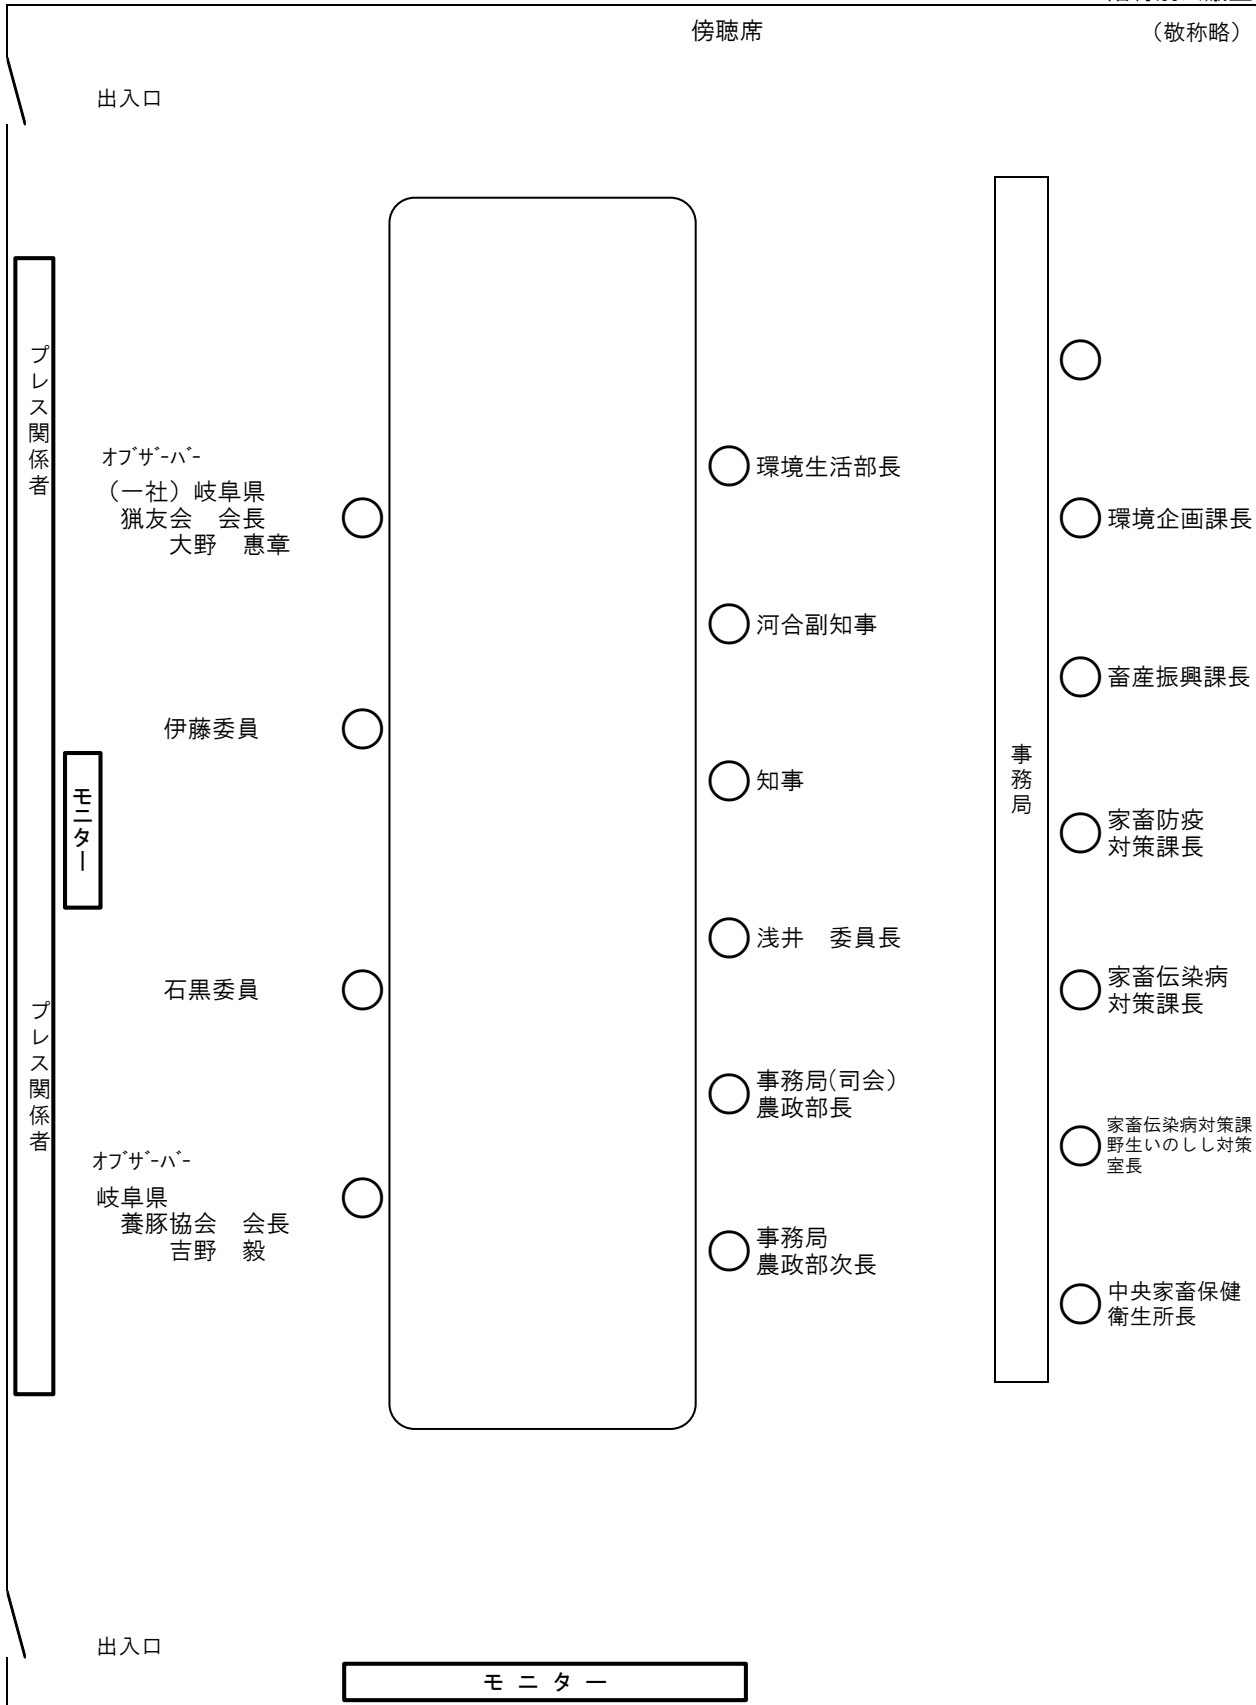 傍聴席
（敬称略）
出入口
プレス関係者
オブザーバー
（一社）岐阜県
猟友会　会長
大野　惠章
環境生活部長
環境企画課長
河合副知事
畜産振興課長
伊藤委員
知事
事務局
モニター
家畜防疫
対策課長
浅井　委員長
石黒委員
家畜伝染病
対策課長
プレス関係者
事務局(司会）
農政部長
オブザーバー
岐阜県
養豚協会　会長
吉野　毅
家畜伝染病対策課
野生いのしし対策
室長
事務局
農政部次長
中央家畜保健
衛生所長
出入口
モニター